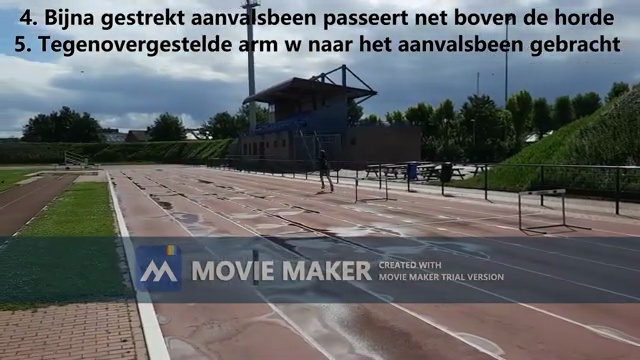 4. Bijna gestrekt aanvalsbeen passeert net boven de horde
5. Tegenovergestelde arm w naar het aanvalsbeen gebracht
MOVIE MAKER
CREATED WITH
MOVIE MAKER TRIAL VERSION